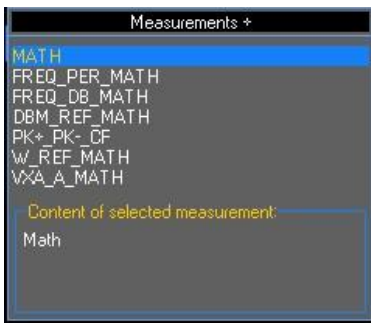 Measurements +
MATH
FREQ_PER_MATH
FREQ_DB_MATH
DBM_REF_MATH
PK+_PK-_CF
W_REF_MATH
VXA_A_MATH
Content of selected measurement:
Math